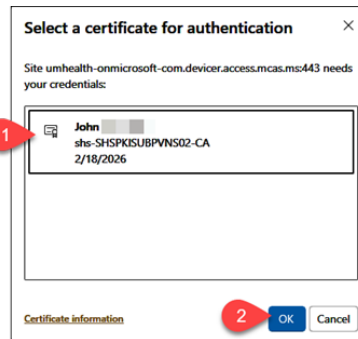 Select a certificate for authentication
Site umhealth-onmicrosoft-com.devicer.access.mcas.ms:443 needs
your credentials:
1
John
shs-SHSPKISUBPVNS02-CA
2/18/2026
Certificate information
2
OK
Cancel